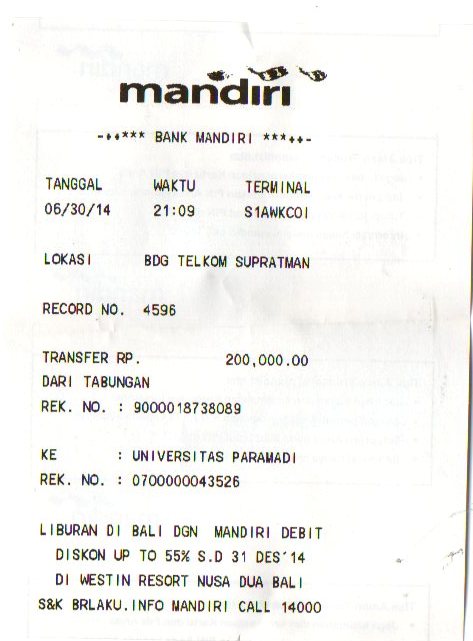 mandiri
-++*** BANK MANDIRI ***++-
TANGGAL WAKTU TERMINAL
06/30/14 21:09 S1AWKCO1
LOKASI BDG TELKOM SUPRATMAN
RECORD NO. 4596
TRANSFER RP. 200,000.00
DARI TABUNGAN
REK. NO. : 9000018738089
KE : UNIVERSITAS PARAMADI
REK. NO. : 0700000043526
LIBURAN DI BALI DGN MANDIRI DEBIT
DISKON UP TO 55% S.D 31 DES'14
DI WESTIN RESORT NUSA DUA BALI
S&K BRLAKU.INFO MANDIRI CALL 14000